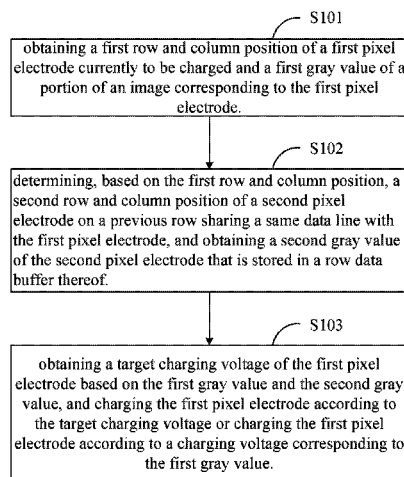 S101
obtaining a first row and column position of a first pixel
electrode currently to be charged and a first gray value of a
portion of an image corresponding to the first pixel
electrode.
S102
determining, based on the first row and column position, a
second row and column position of a second pixel
electrode on a previous row sharing a same data line with
the first pixel electrode, and obtaining a second gray value
of the second pixel electrode that is stored in a row data
buffer thereof.
S103
obtaining a target charging voltage of the first pixel
electrode based on the first gray value and the second gray
value, and charging the first pixel electrode according to
the target charging voltage or charging the first pixel
electrode according to a charging voltage corresponding to
the first gray value.